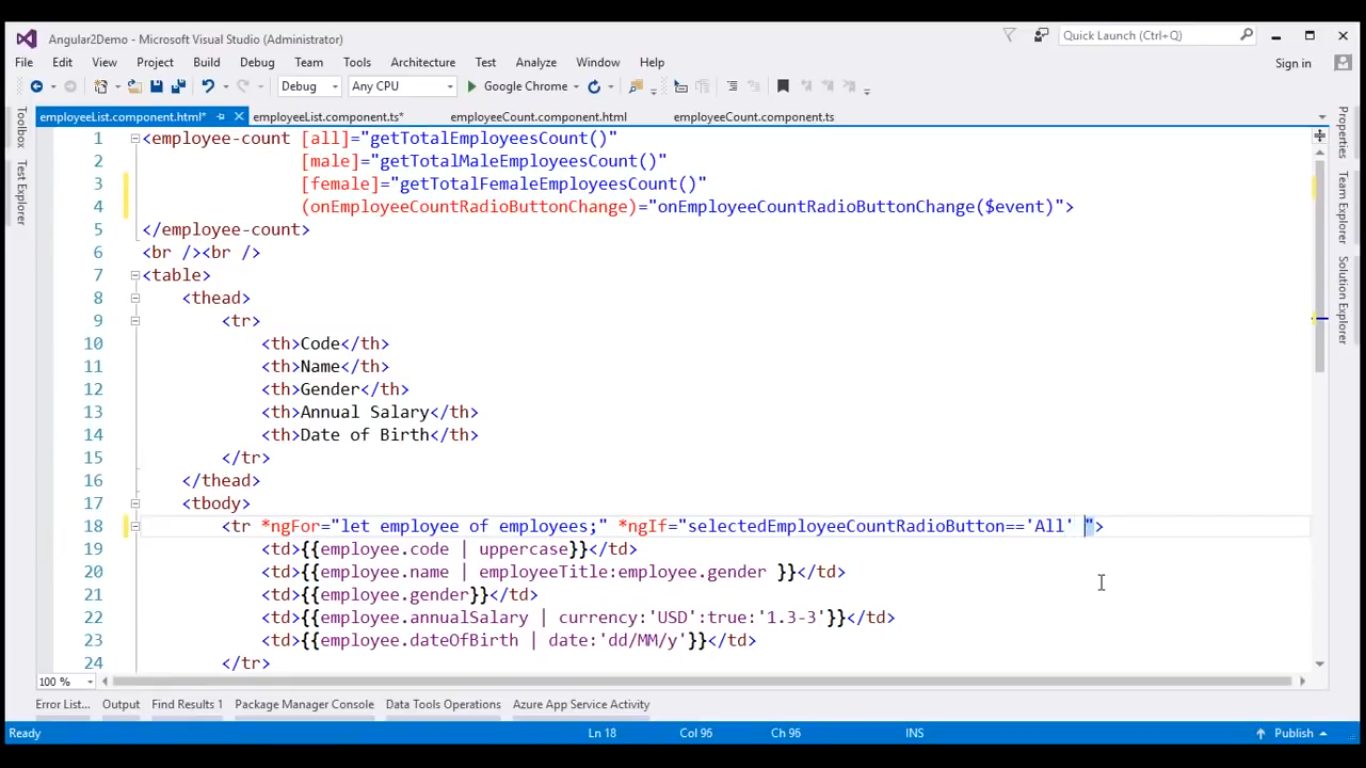 Angular2Demo - Microsoft Visual Studio (Administrator)
Quick Launch (Ctrl+Q)
File Edit View Project Build Debug Team Tools Architecture Test Analyze Window Help
Sign in
Debug Any CPU Google Chrome
employeeList.component.html* employeeList.component.ts* employeeCount.component.html employeeCount.component.ts
Toolbox
Test Explorer
Properties
Team Explorer
Solution Explorer
1 <employee-count [all]="getTotalEmployeesCount()"
2 [male]="getTotalMaleEmployeesCount()"
3 [female]="getTotalFemaleEmployeesCount()"
4 (onEmployeeCountRadioButtonChange)="onEmployeeCountRadioButtonChange($event)">
5 </employee-count>
6 <br /><br />
7 <table>
8 <thead>
9 <tr>
10 <th>Code</th>
11 <th>Name</th>
12 <th>Gender</th>
13 <th>Annual Salary</th>
14 <th>Date of Birth</th>
15 </tr>
16 </thead>
17 <tbody>
18 <tr *ngFor="let employee of employees;" *ngIf="selectedEmployeeCountRadioButton=='All' ">
19 <td>{{employee.code | uppercase}}</td>
20 <td>{{employee.name | employeeTitle:employee.gender }}</td>
21 <td>{{employee.gender}}</td>
22 <td>{{employee.annualSalary | currency:'USD':true:'1.3-3'}}</td>
23 <td>{{employee.dateOfBirth | date:'dd/MM/y'}}</td>
24 </tr>
100 %
Error List... Output Find Results 1 Package Manager Console Data Tools Operations Azure App Service Activity
Ready Ln 18 Col 96 Ch 96 INS Publish